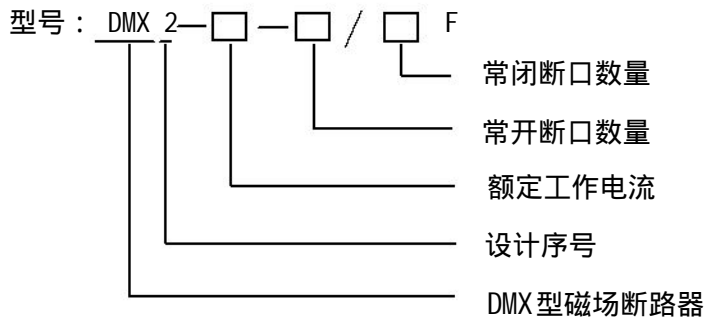 型号：DMX 2—□—□/□ F
常闭断口数量
常开断口数量
额定工作电流
设计序号
DMX型磁场断路器